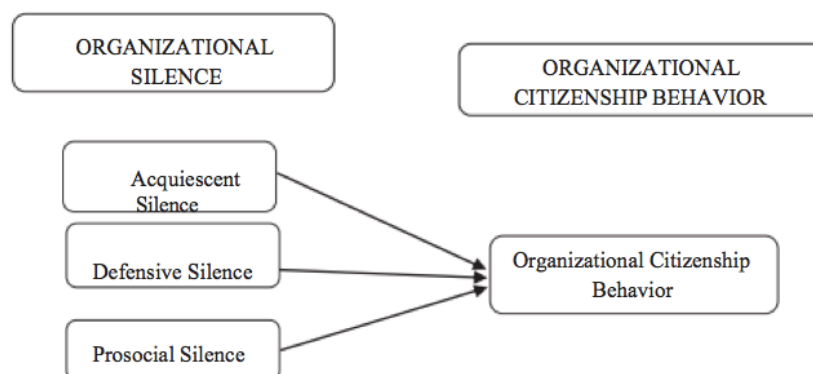 ORGANIZATIONAL
SILENCE
ORGANIZATIONAL
CITIZENSHIP BEHAVIOR
Acquiescent
Silence
Defensive Silence
Prosocial Silence
Organizational Citizenship
Behavior